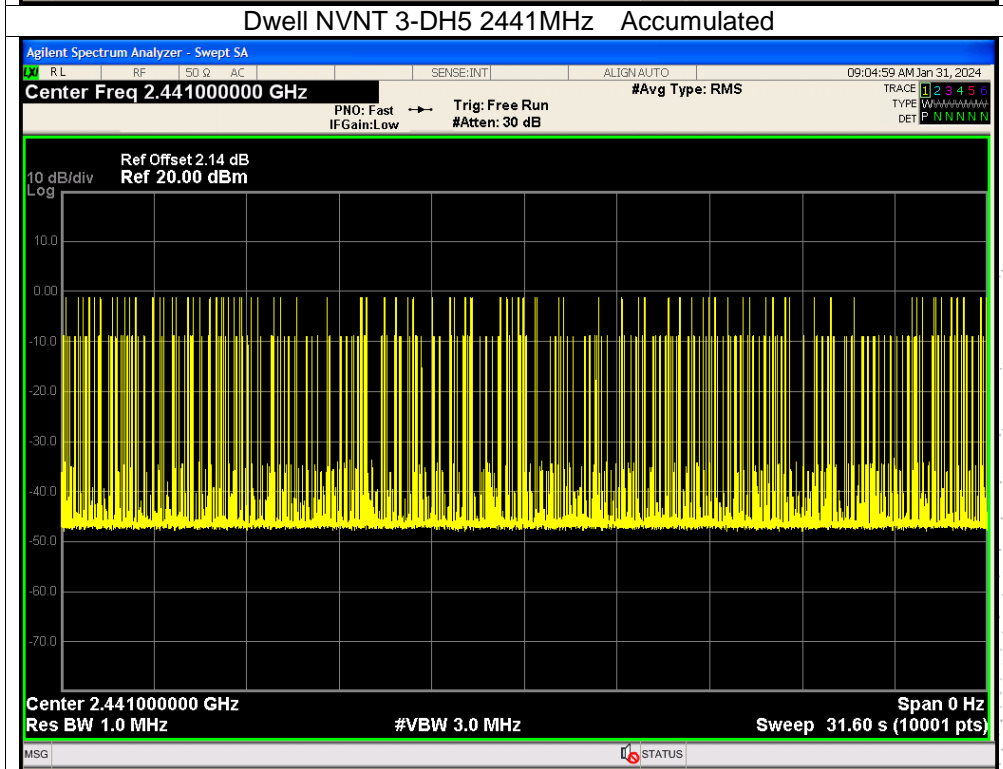 Dwell NVNT 3-DH5 2441MHz Accumulated
Agilent Spectrum Analyzer - Swept SA
LXI RL RF 50 Ω AC SENSE:INT ALIGN AUTO 09:04:59 AM Jan 31, 2024
Center Freq 2.441000000 GHz #Avg Type: RMS TRACE 1 2 3 4 5 6
PNO: Fast Trig: Free Run TYPE
IFGain:Low #Atten: 30 dB DET P N N N N N
Ref Offset 2.14 dB
10 dB/div Ref 20.00 dBm
Log
10.0
0.00
-10.0
-20.0
-30.0
-40.0
-50.0
-60.0
-70.0
Center 2.441000000 GHz Span 0 Hz
Res BW 1.0 MHz #VBW 3.0 MHz Sweep 31.60 s (10001 pts)
MSG STATUS